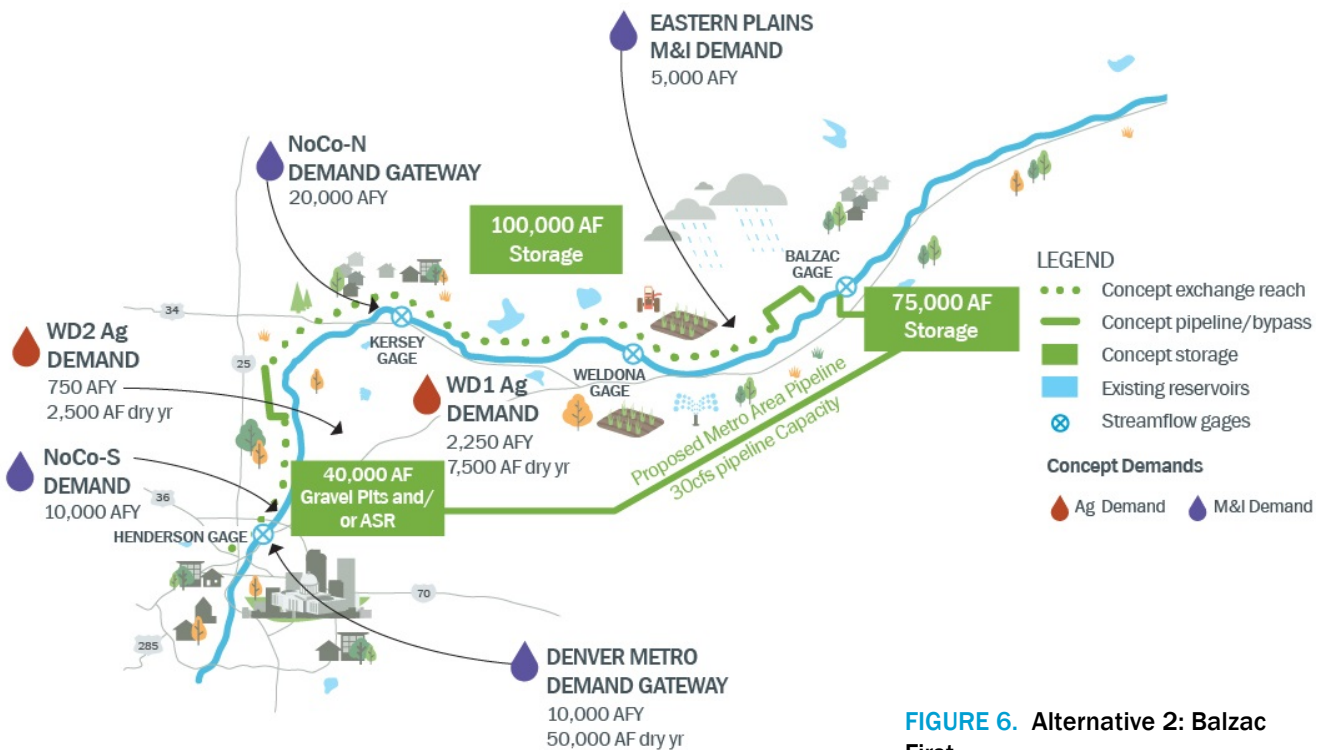 EASTERN PLAINS
M&I DEMAND
5,000 AFY
NoCo-N
DEMAND GATEWAY
20,000 AFY
100,000 AF
Storage
BALZAC
GAGE
75,000 AF
Storage
34
KERSEY
GAGE
WELDONA
GAGE
WD2 Ag
DEMAND
750 AFY
2,500 AF dry yr
25
WD1 Ag
DEMAND
2,250 AFY
7,500 AF dry yr
NoCo-S
DEMAND
10,000 AFY
36
HENDERSON GAGE
40,000 AF
Gravel Pits and/
or ASR
Proposed Metro Area Pipeline
30cfs pipeline Capacity
70
285
DENVER METRO
DEMAND GATEWAY
10,000 AFY
50,000 AF dry yr
LEGEND
Concept exchange reach
Concept pipeline/bypass
Concept storage
Existing reservoirs
Streamflow gages
Concept Demands
Ag Demand
M&I Demand
FIGURE 6. Alternative 2: Balzac